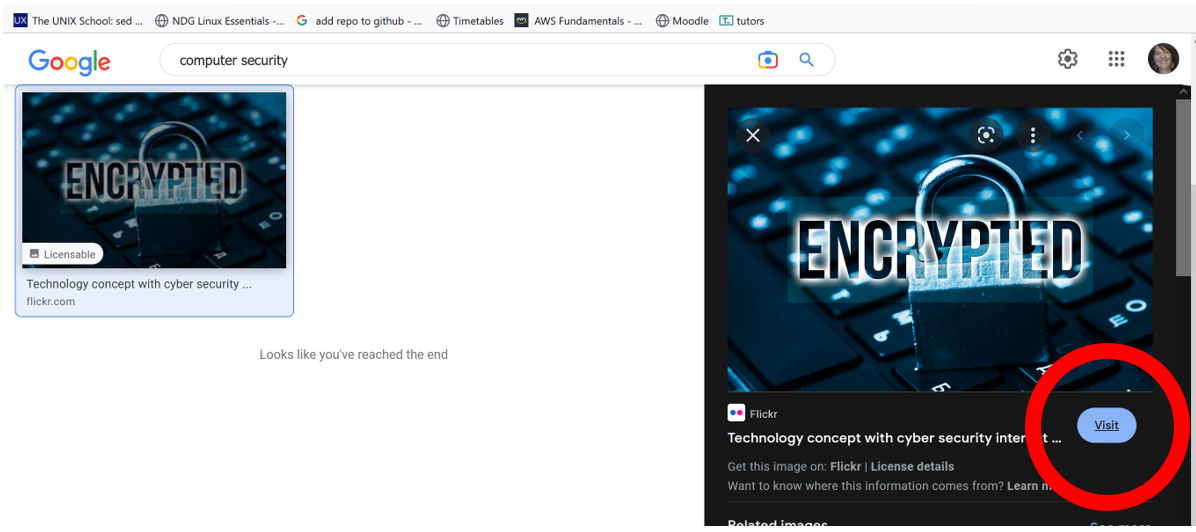 UX The UNIX School: sed ... NDG Linux Essentials -... G add repo to github - ... Timetables aws AWS Fundamentals - ... Moodle T tutors
Google computer security
ENCRYPTED
Licensable
Technology concept with cyber security ...
flickr.com
Looks like you've reached the end
ENCRYPTED
Flickr
Technology concept with cyber security inter t ...
Visit
Get this image on: Flickr | License details
Want to know where this information comes from? Learn m
Related images
See more